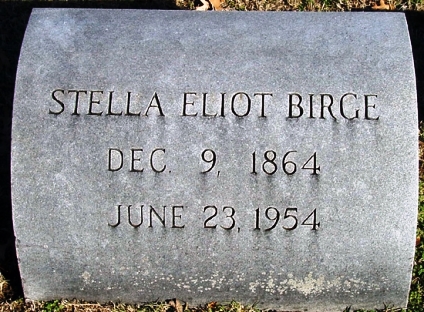 STELLA ELIOT BIRGE
DEC. 9, 1864
JUNE 23, 1954